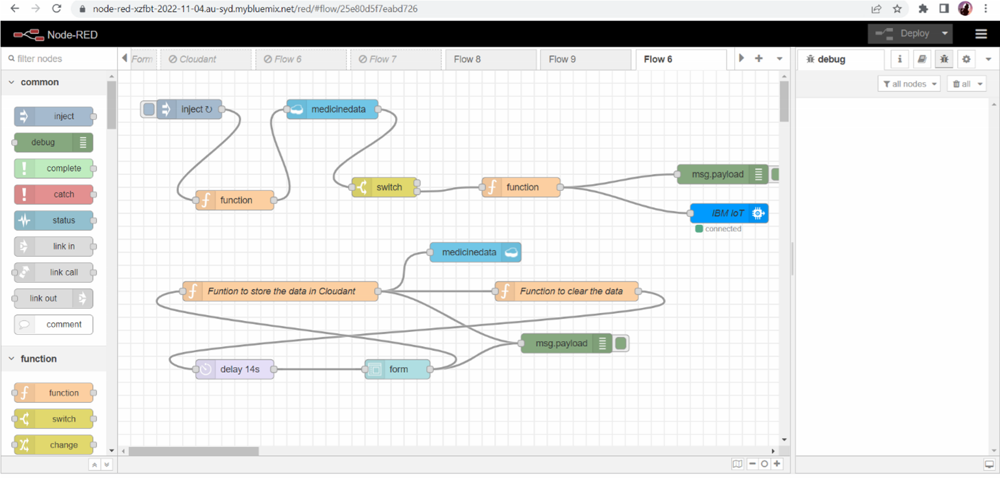 node-red-xzfbt-2022-11-04.au-syd.mybluemix.net/red/#flow/25e80d5f7eabd726
Node-RED
Deploy
filter nodes
Form
Cloudant
Flow 6
Flow 7
Flow 8
Flow 9
Flow 6
debug
i
all nodes
all
common
inject
debug
complete
catch
status
link in
link call
link out
comment
function
function
switch
change
inject ↻
medicinedata
function
switch
function
msg.payload
IBM IoT
connected
medicinedata
Funtion to store the data in Cloudant
Function to clear the data
msg.payload
delay 14s
form